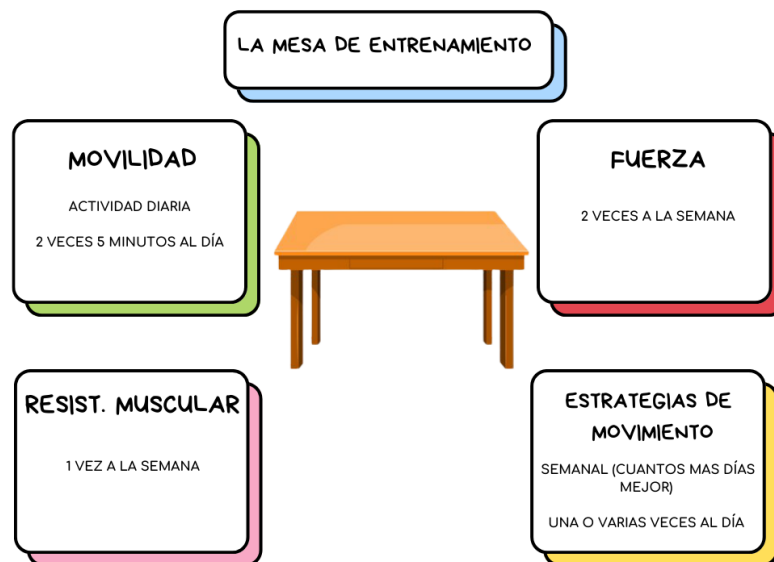 LA MESA DE ENTRENAMIENTO
MOVILIDAD
ACTIVIDAD DIARIA
2 VECES 5 MINUTOS AL DÍA
FUERZA
2 VECES A LA SEMANA
RESIST. MUSCULAR
1 VEZ A LA SEMANA
ESTRATEGIAS DE
MOVIMIENTO
SEMANAL (CUANTOS MAS DÍAS
MEJOR)
UNA O VARIAS VECES AL DÍA